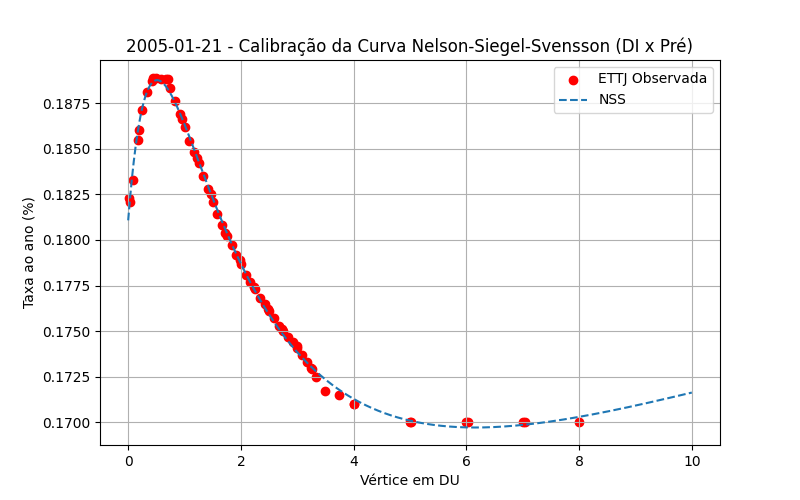 2005-01-21 - Calibração da Curva Nelson-Siegel-Svensson (DI x Pré)
ETTJ Observada
NSS
Taxa ao ano (%)
0.1875
0.1850
0.1825
0.1800
0.1775
0.1750
0.1725
0.1700
0 2 4 6 8 10
Vértice em DU